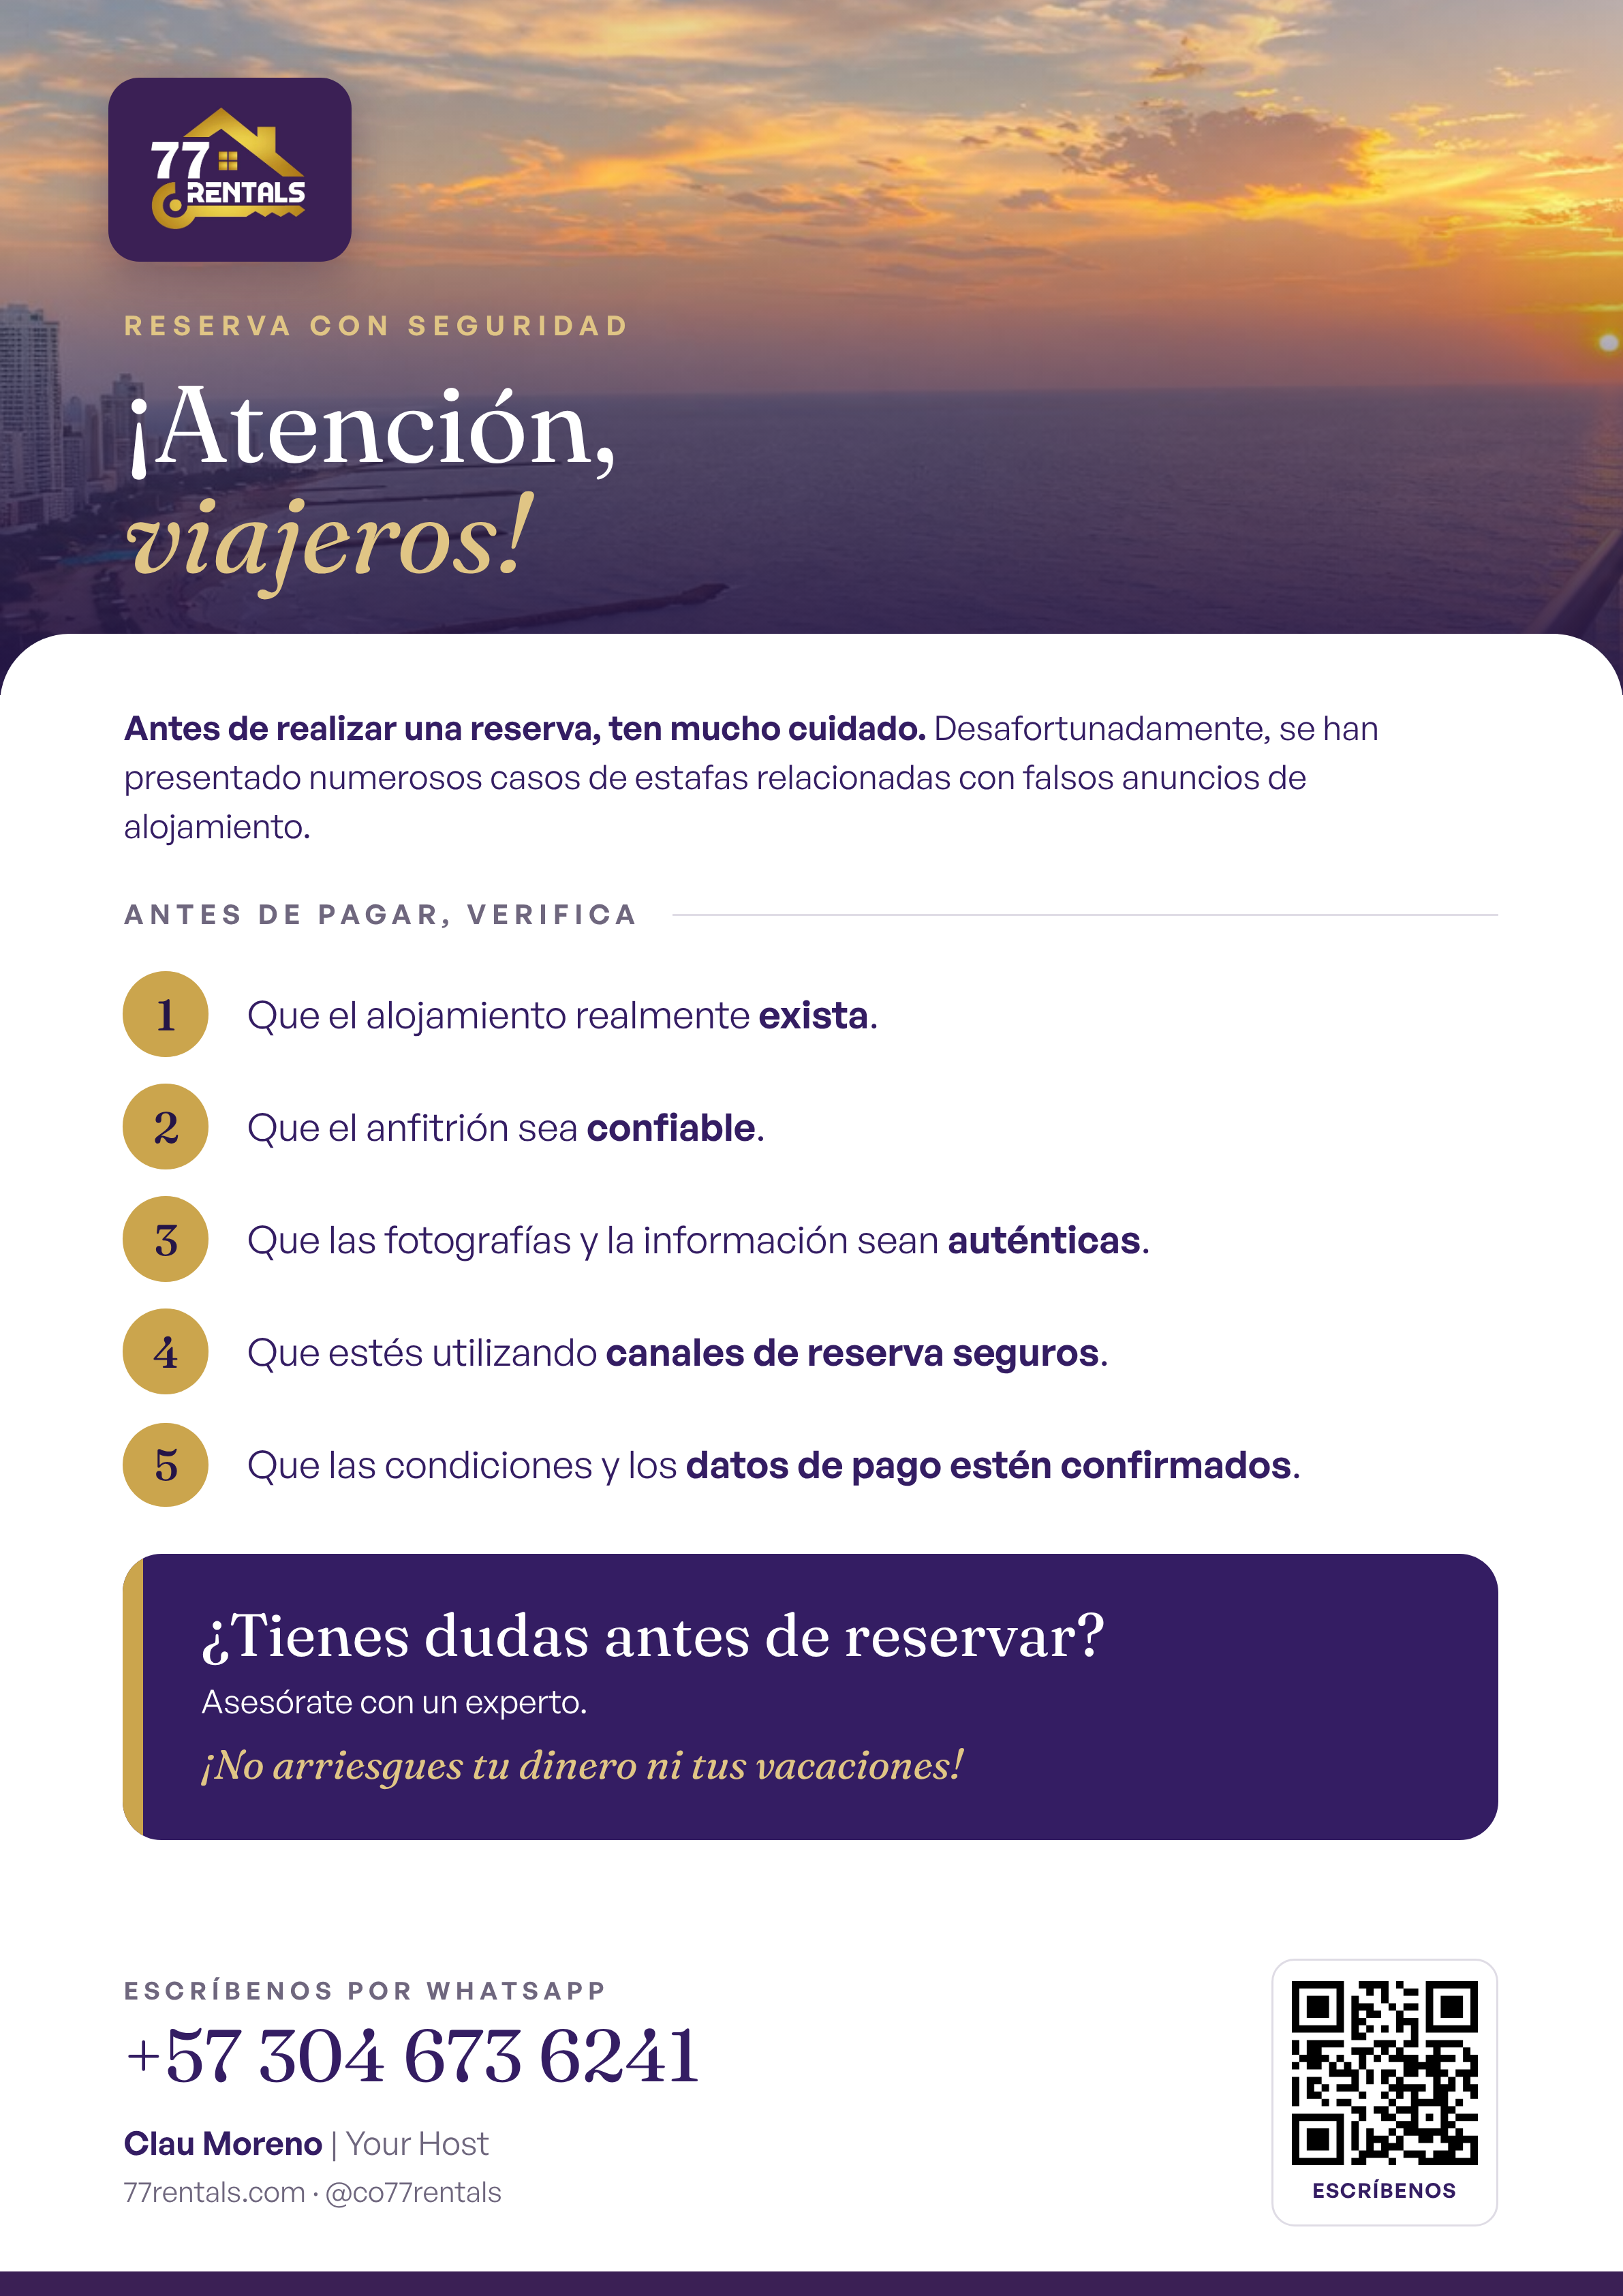 77
RENTALS
RESERVA CON SEGURIDAD
¡Atención,
viajeros!
Antes de realizar una reserva, ten mucho cuidado. Desafortunadamente, se han
presentado numerosos casos de estafas relacionadas con falsos anuncios de
alojamiento.
ANTES DE PAGAR, VERIFICA
1 Que el alojamiento realmente exista.
2 Que el anfitrión sea confiable.
3 Que las fotografías y la información sean auténticas.
4 Que estés utilizando canales de reserva seguros.
5 Que las condiciones y los datos de pago estén confirmados.
¿Tienes dudas antes de reservar?
Asesórate con un experto.
¡No arriesgues tu dinero ni tus vacaciones!
ESCRÍBENOS POR WHATSAPP
+57 304 673 6241
Clau Moreno | Your Host
77rentals.com · @co77rentals
ESCRÍBENOS